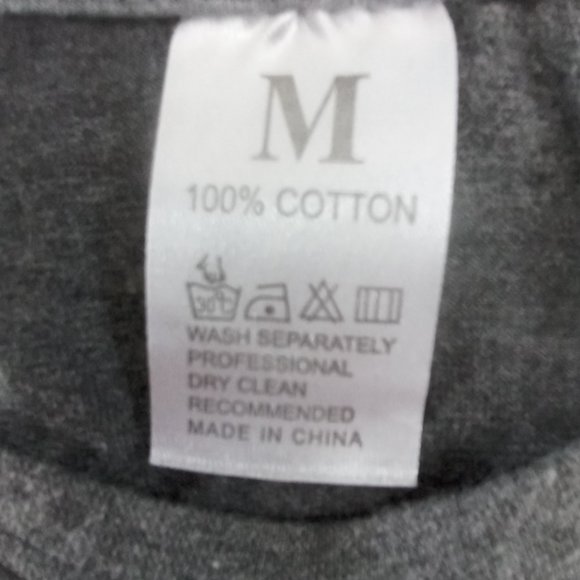 M
100% COTTON
30°C
WASH SEPARATELY
PROFESSIONAL
DRY CLEAN
RECOMMENDED
MADE IN CHINA